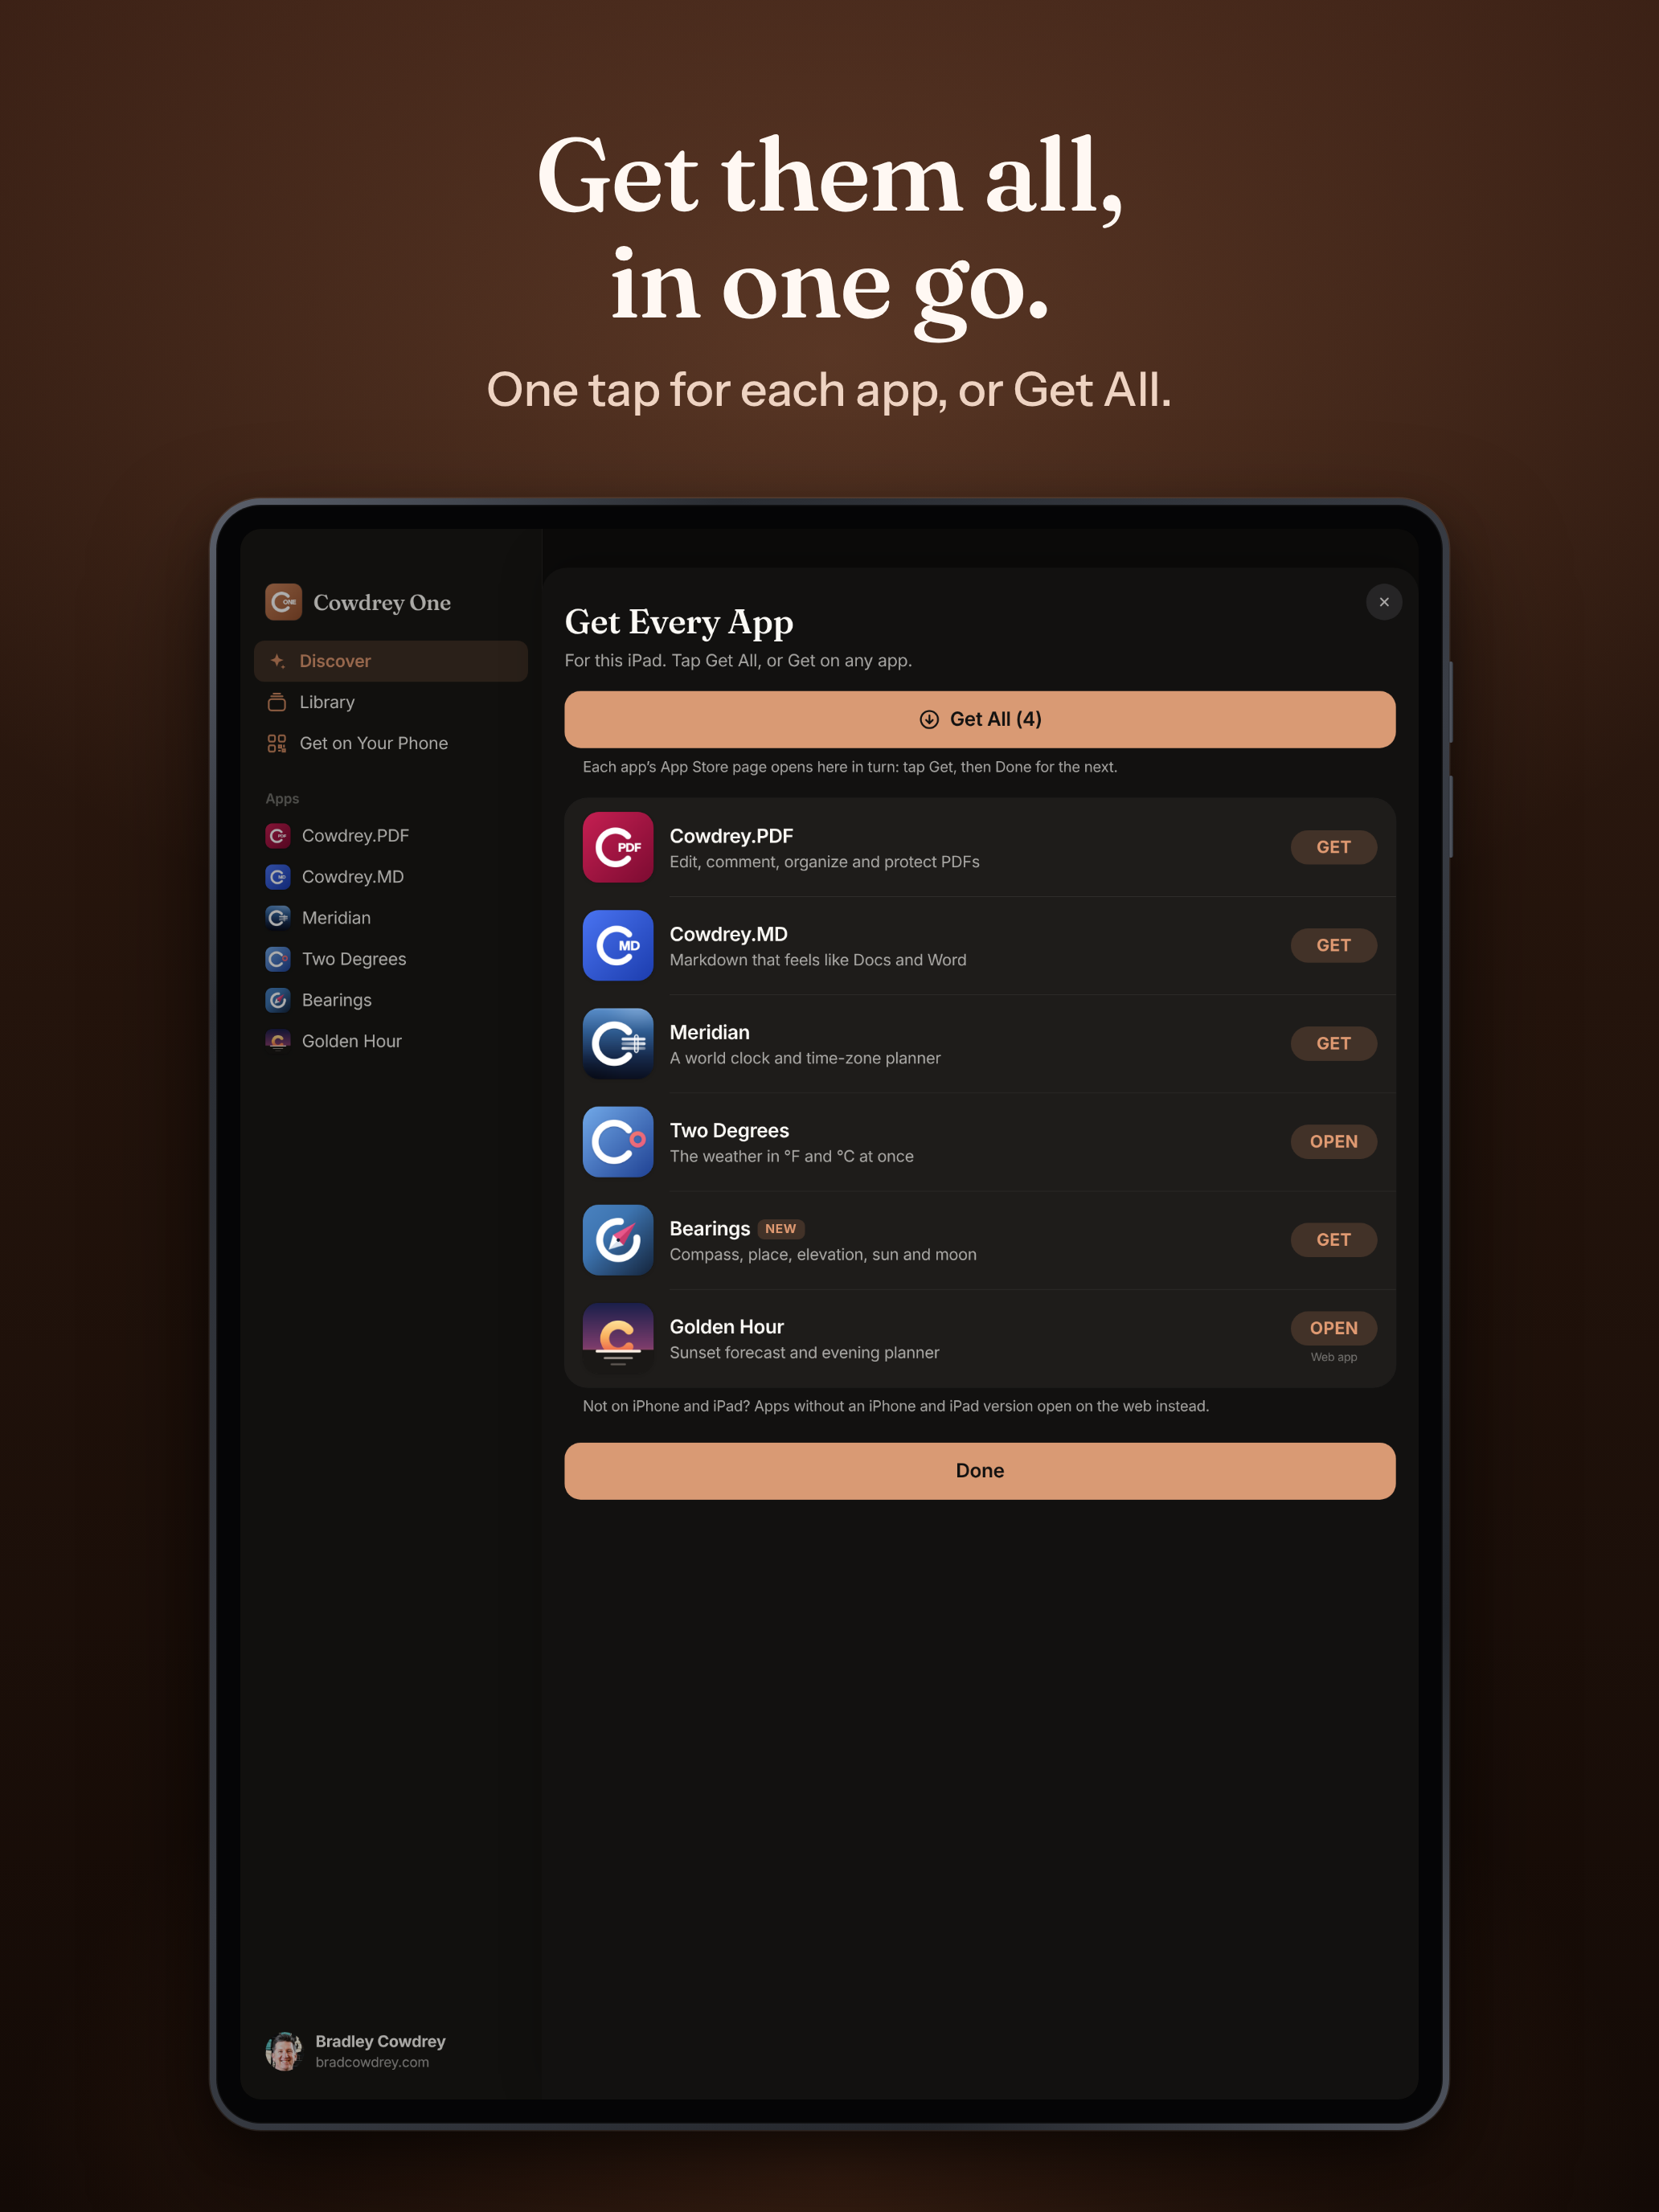 Get them all,
in one go.
One tap for each app, or Get All.
ONE
Cowdrey One
Discover
Library
Get on Your Phone
Apps
PDF
Cowdrey.PDF
MD
Cowdrey.MD
Meridian
Two Degrees
Bearings
Golden Hour
Bradley Cowdrey
bradcowdrey.com
Get Every App
For this iPad. Tap Get All, or Get on any app.
Get All (4)
Each app’s App Store page opens here in turn: tap Get, then Done for the next.
PDF
Cowdrey.PDF
Edit, comment, organize and protect PDFs
GET
MD
Cowdrey.MD
Markdown that feels like Docs and Word
GET
Meridian
A world clock and time-zone planner
GET
Two Degrees
The weather in °F and °C at once
OPEN
Bearings NEW
Compass, place, elevation, sun and moon
GET
Golden Hour
Sunset forecast and evening planner
OPEN
Web app
Not on iPhone and iPad? Apps without an iPhone and iPad version open on the web instead.
Done